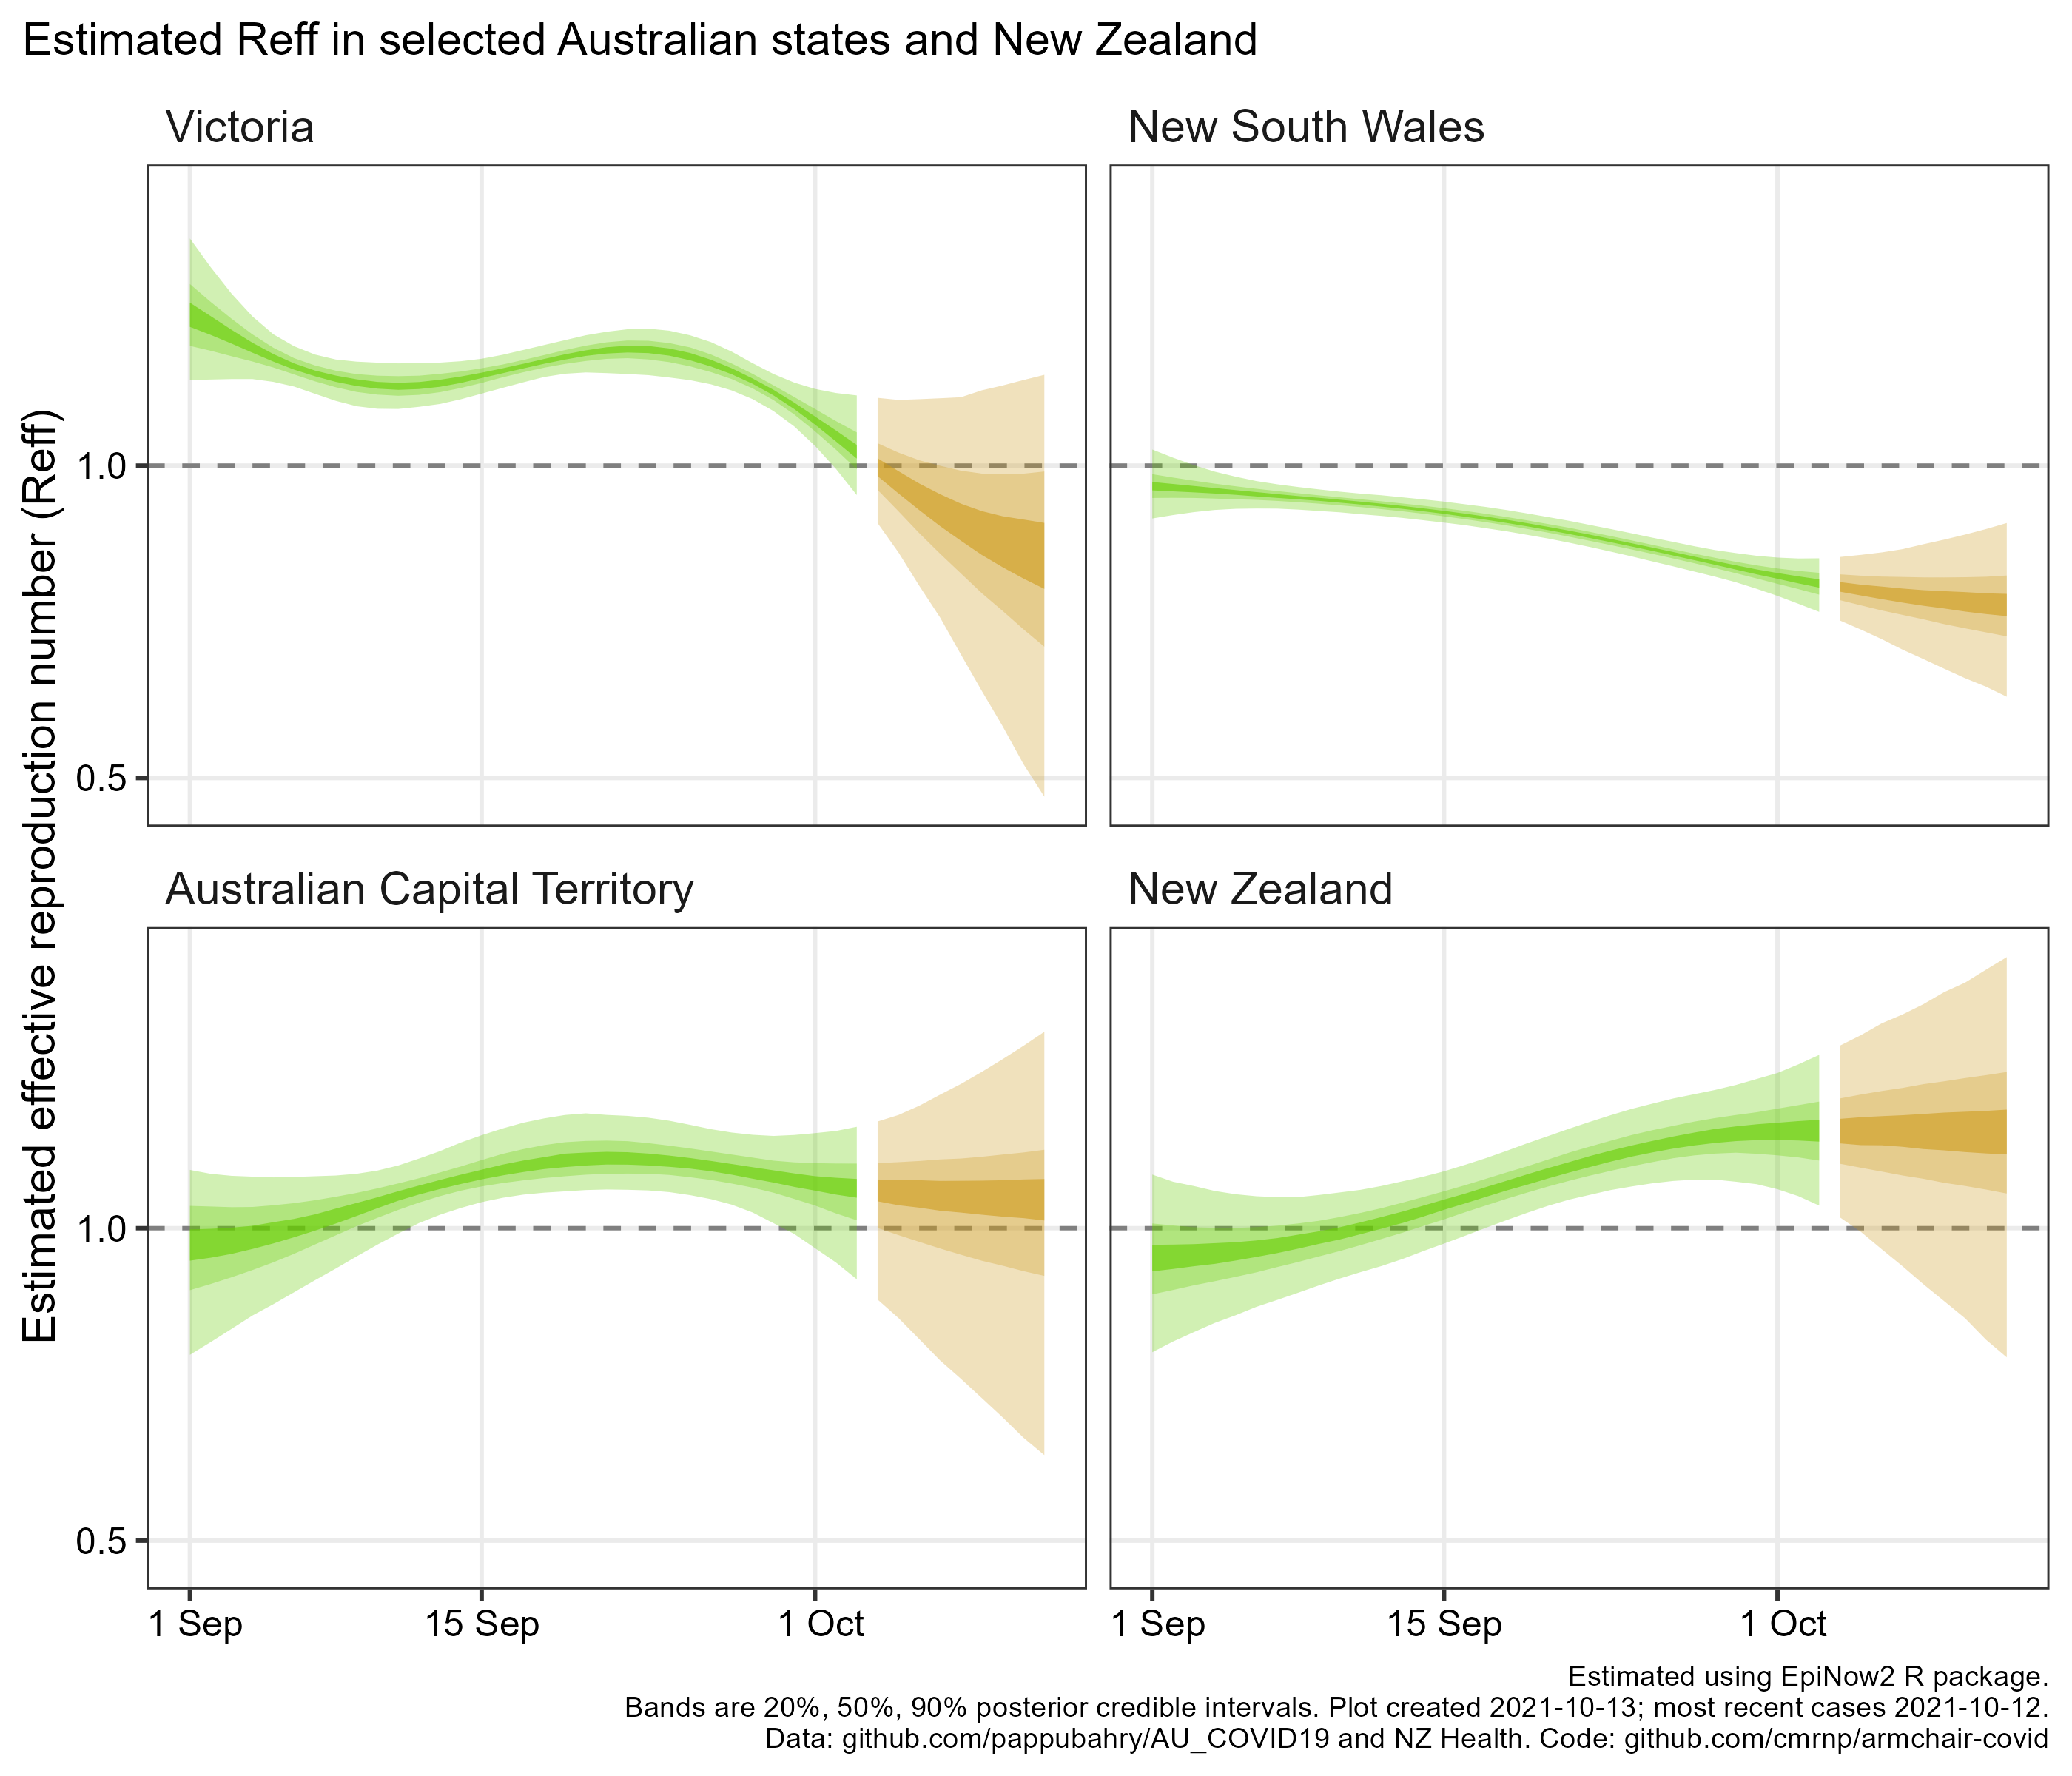 Estimated Reff in selected Australian states and New Zealand
Victoria
New South Wales
Estimated effective reproduction number (Reff)
1.0
0.5
Australian Capital Territory
New Zealand
1.0
0.5
1 Sep
15 Sep
1 Oct
1 Sep
15 Sep
1 Oct
Estimated using EpiNow2 R package.
Bands are 20%, 50%, 90% posterior credible intervals. Plot created 2021-10-13; most recent cases 2021-10-12.
Data: github.com/pappubahry/AU_COVID19 and NZ Health. Code: github.com/cmrnp/armchair-covid